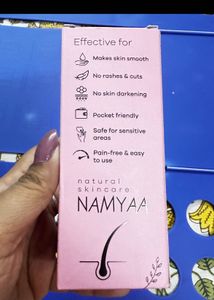 Effective for
Makes skin smooth
No rashes & cuts
No skin darkening
Pocket friendly
Safe for sensitive
areas
Pain-free & easy
to use
natural
skincare
NAMYAA